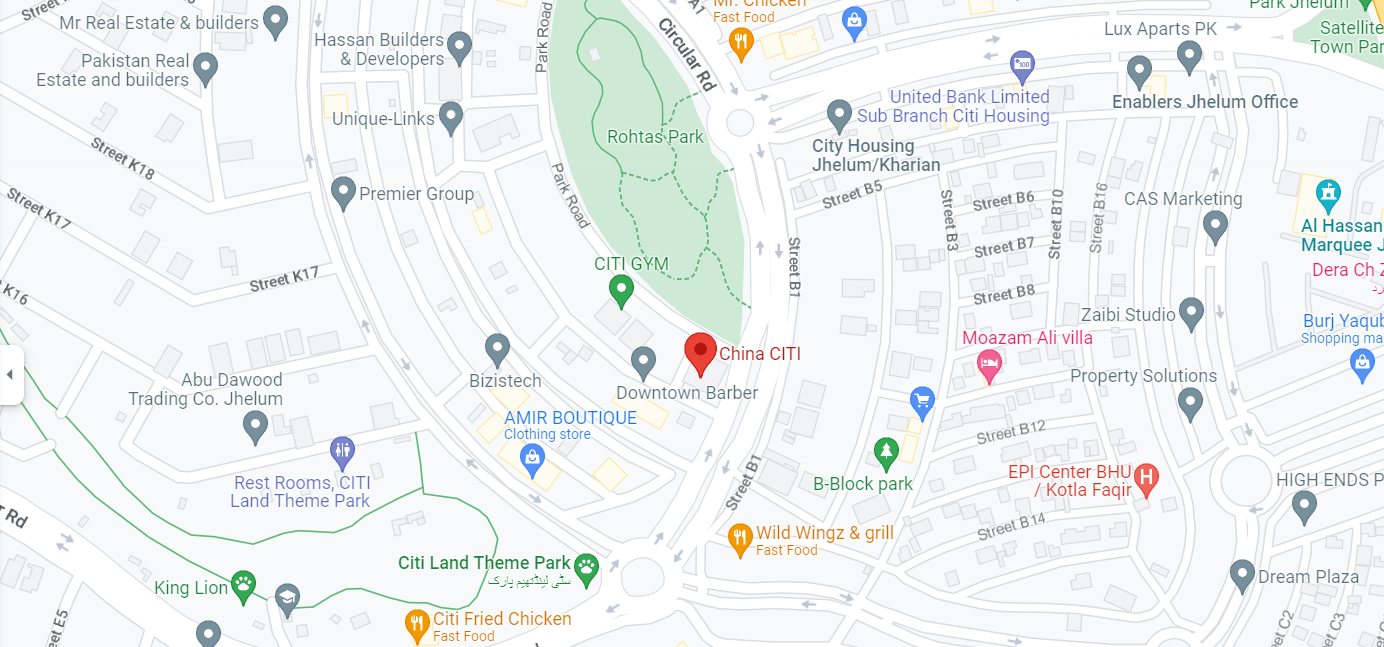 Mr Real Estate & builders
Hassan Builders
& Developers
Park Road
Circular Rd
A1
Mr. Chicken
Fast Food
Lux Aparts PK
Park Jhelum
Satellite
Town Par
Pakistan Real
Estate and builders
Unique-Links
Rohtas Park
United Bank Limited
Sub Branch Citi Housing
Enablers Jhelum Office
City Housing
Jhelum/Kharian
Street K18
Premier Group
Park Road
Street B5
Street B6
Street B3
Street B7
Street B10
Street B16
CAS Marketing
Al Hassan
Marquee J
Street K17
Street K17
K16
CITI GYM
Street B1
Street B8
Dera Ch Z
Zaibi Studio
Burj Yaqub
Shopping ma
China CITI
Moazam Ali villa
Abu Dawood
Trading Co. Jhelum
Bizistech
Downtown Barber
Property Solutions
AMIR BOUTIQUE
Clothing store
Street B12
Rest Rooms, CITI
Land Theme Park
Street B1
B-Block park
EPI Center BHU
/ Kotla Faqir
HIGH ENDS P
r Rd
Street B14
Wild Wingz & grill
Fast Food
Citi Land Theme Park
سٹی لینڈتھیم پارک
King Lion
Dream Plaza
Street E5
Citi Fried Chicken
Fast Food
Street C2
Street C3